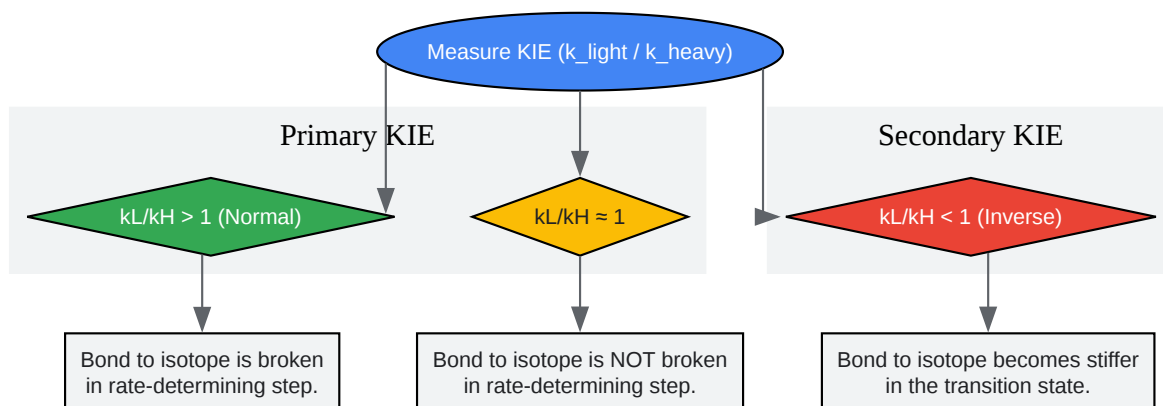 Measure KIE (k_light / k_heavy)
Primary KIE
Secondary KIE
kL/kH > 1 (Normal)
kL/kH ≈ 1
kL/kH < 1 (Inverse)
Bond to isotope is broken
in rate-determining step.
Bond to isotope is NOT broken
in rate-determining step.
Bond to isotope becomes stiffer
in the transition state.